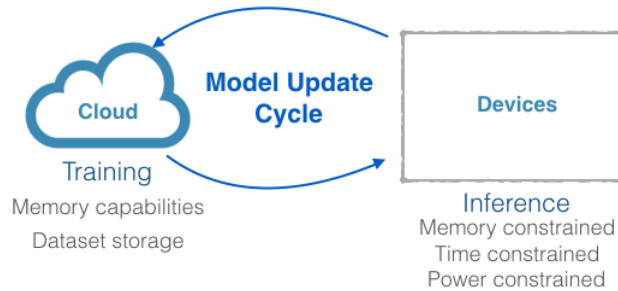 Cloud
Model Update
Cycle
Devices
Training
Memory capabilities
Dataset storage
Inference
Memory constrained
Time constrained
Power constrained